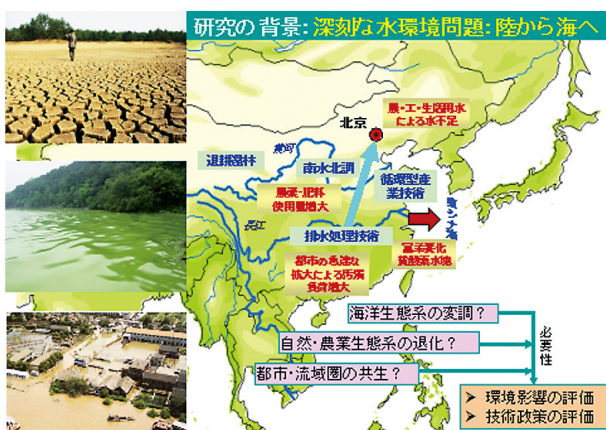 研究の背景: 深刻な水環境問題: 陸から海へ
北京
農・工・生活用水
による水不足
黄河
退耕還林
南水北調
循環型産
業技術
農薬・肥料
使用量増大
東シナ海
長江
排水処理技術
富栄養化
貧酸素水塊
都市の急速な
拡大による汚濁
負荷増大
海洋生態系の変調？
自然・農業生態系の退化？
都市・流域圏の共生？
必要性
➢ 環境影響の評価
➢ 技術政策の評価